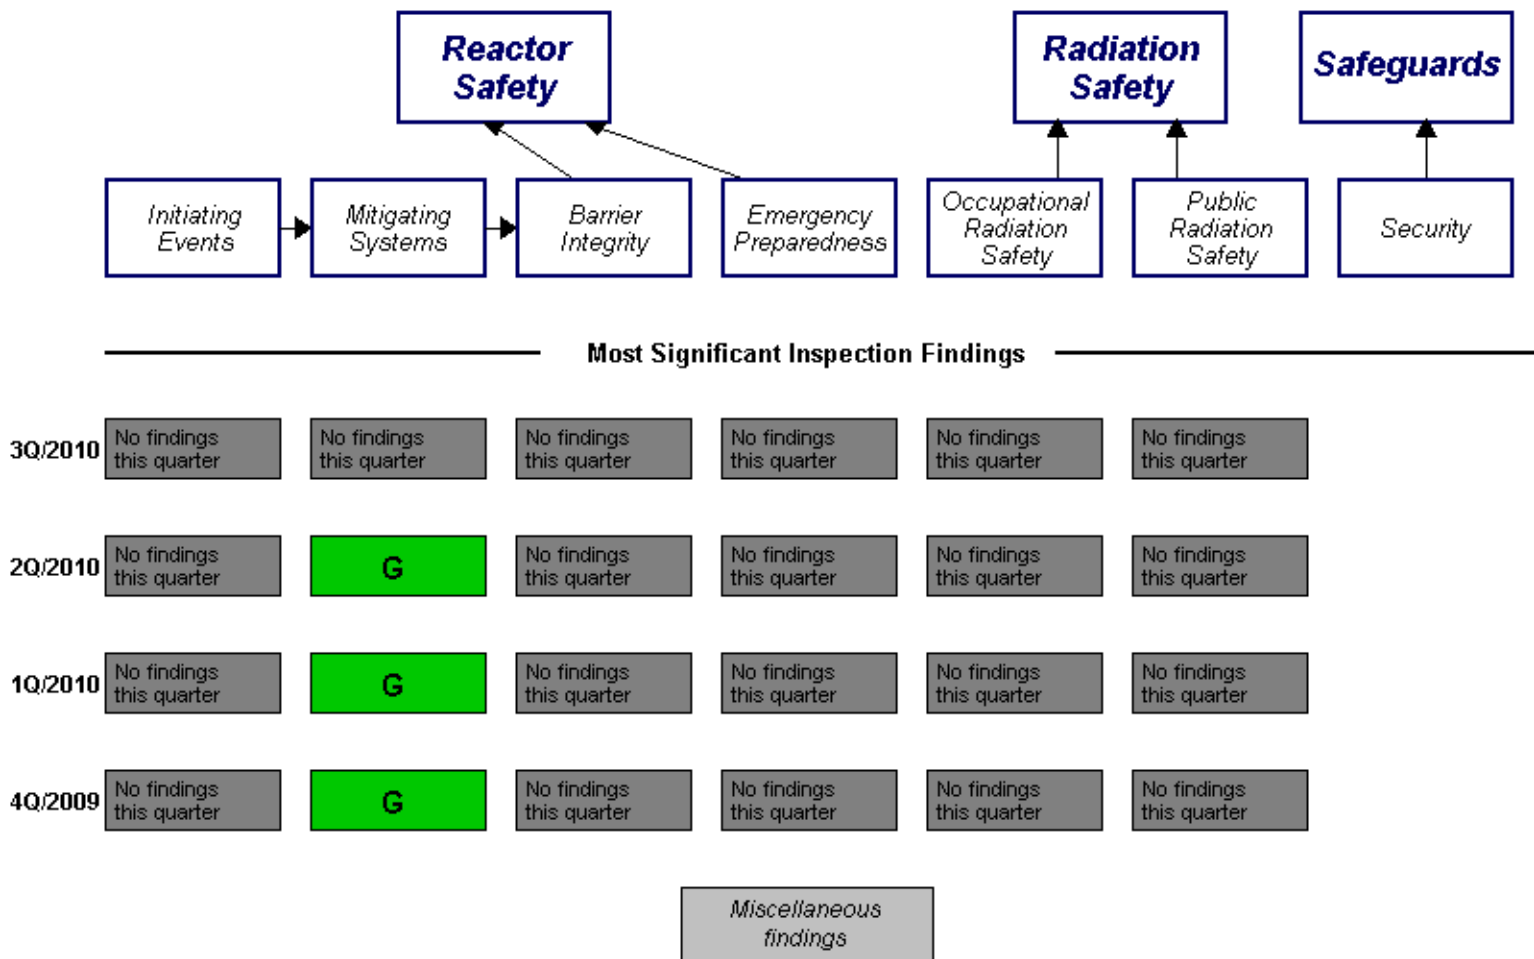 Reactor
Safety
Radiation
Safety
Safeguards
Initiating
Events
Mitigating
Systems
Barrier
Integrity
Emergency
Preparedness
Occupational
Radiation
Safety
Public
Radiation
Safety
Security
Most Significant Inspection Findings
3Q/2010
No findings
this quarter
No findings
this quarter
No findings
this quarter
No findings
this quarter
No findings
this quarter
No findings
this quarter
2Q/2010
No findings
this quarter
G
No findings
this quarter
No findings
this quarter
No findings
this quarter
No findings
this quarter
1Q/2010
No findings
this quarter
G
No findings
this quarter
No findings
this quarter
No findings
this quarter
No findings
this quarter
4Q/2009
No findings
this quarter
G
No findings
this quarter
No findings
this quarter
No findings
this quarter
No findings
this quarter
Miscellaneous
findings